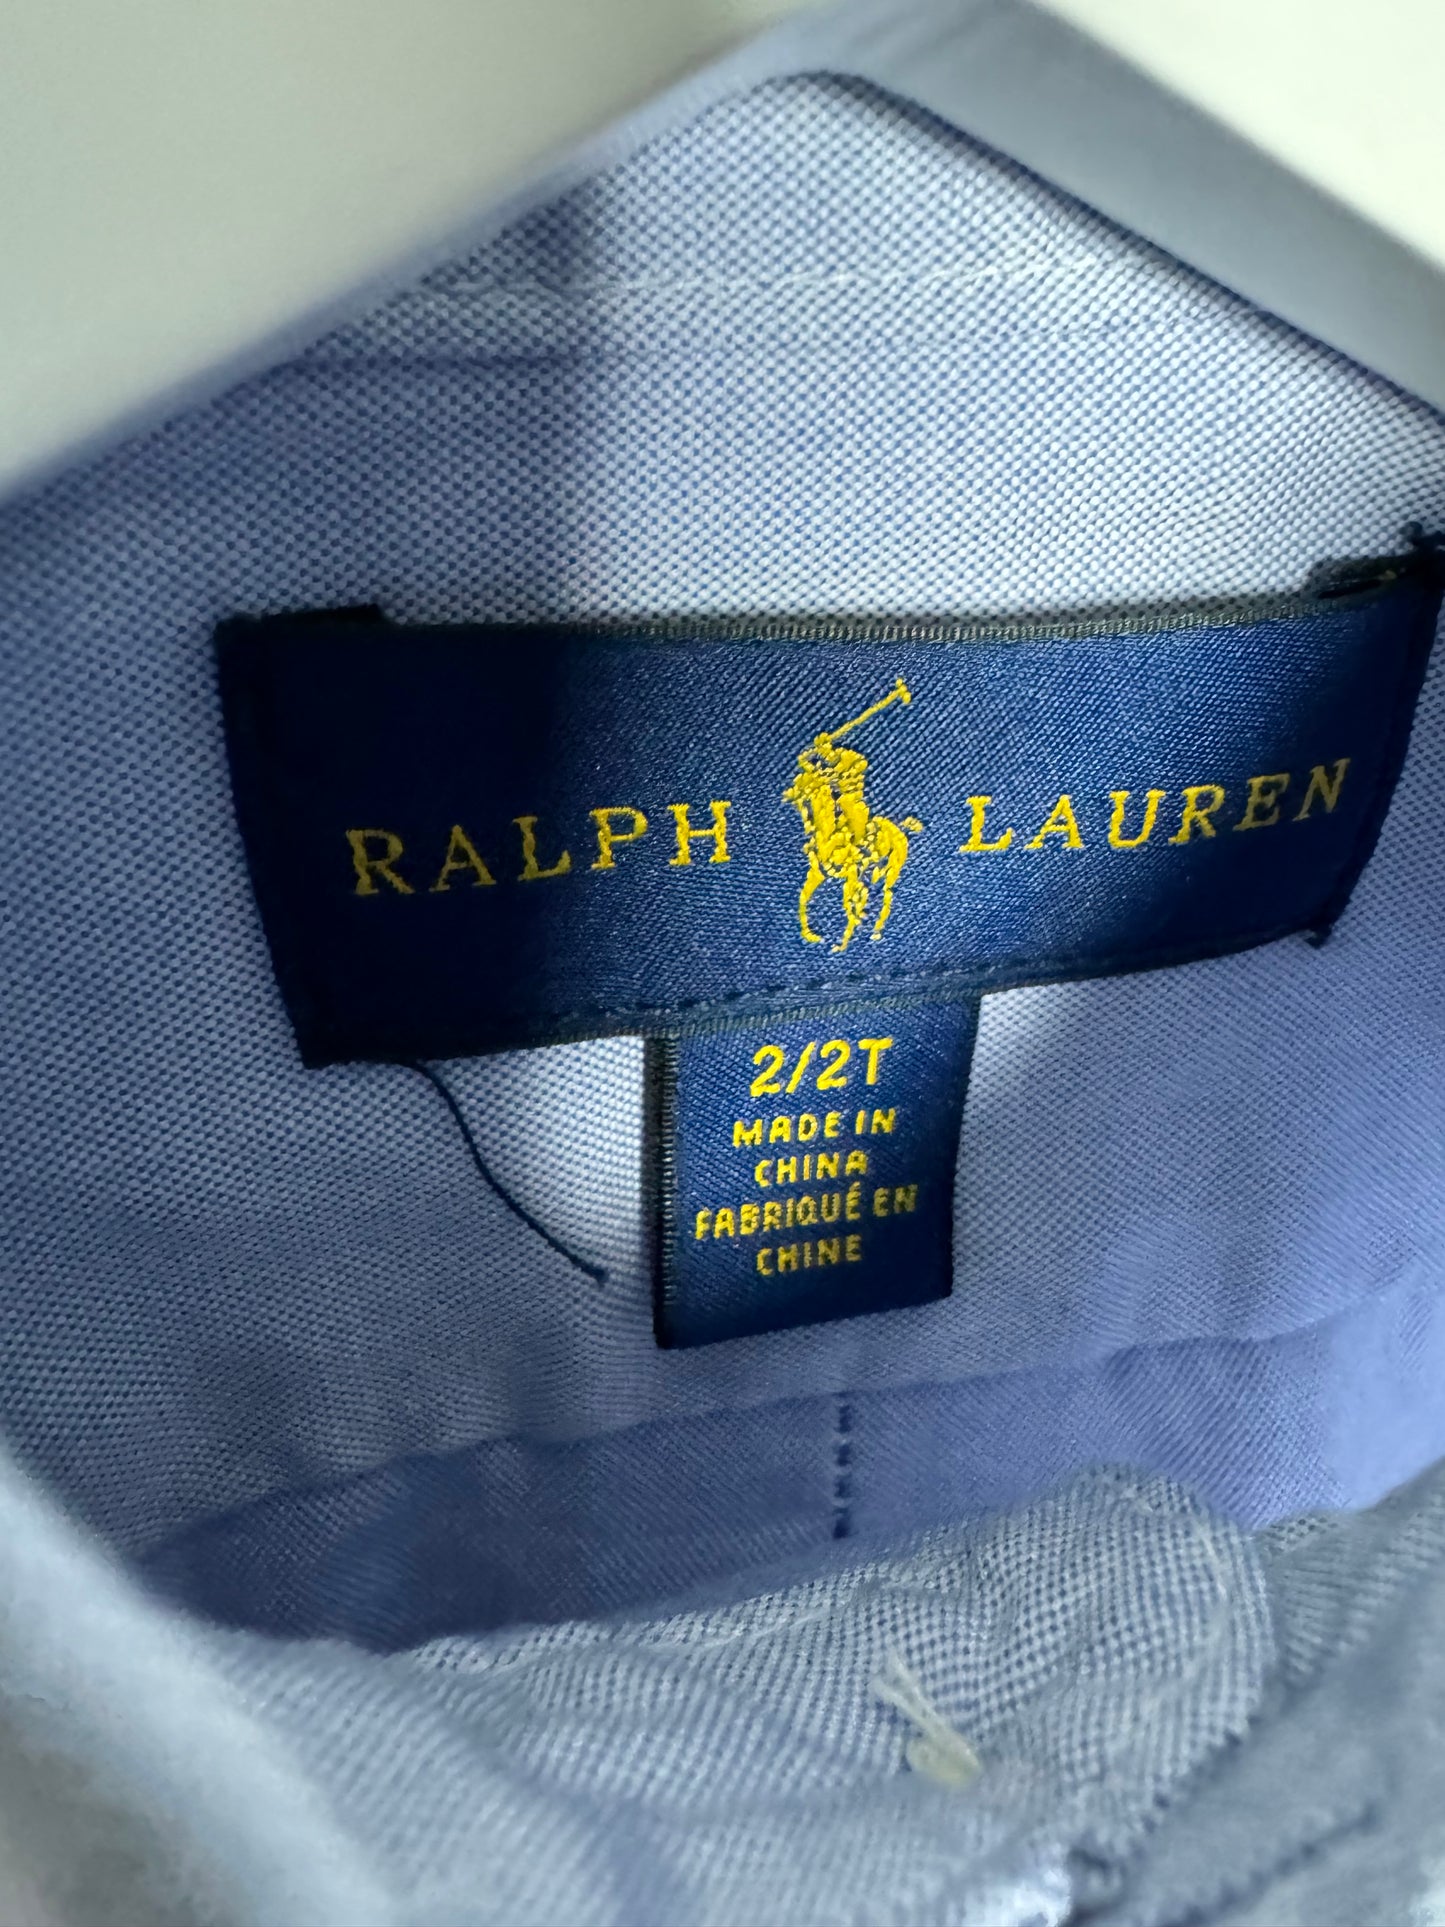 RALPH LAUREN
2/2T
MADE IN
CHINA
FABRIQUÉ EN
CHINE